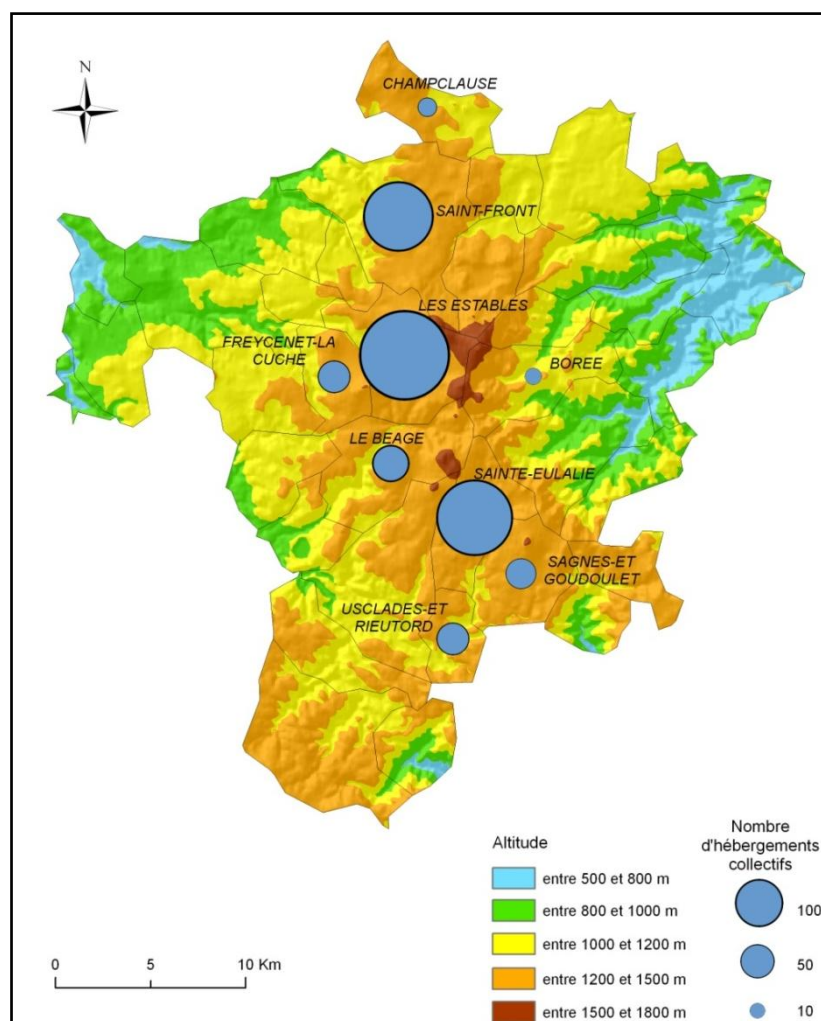 N
CHAMPCLAUSE
SAINT-FRONT
LES ESTABLES
FREYCENET-LA
CUCHE
BOREE
LE BEAGE
SAINTE-EULALIE
SAGNES-ET
GOUDOULET
USCLADES-ET
RIEUTORD
Altitude
entre 500 et 800 m
entre 800 et 1000 m
entre 1000 et 1200 m
entre 1200 et 1500 m
entre 1500 et 1800 m
Nombre
d'hébergements
collectifs
100
50
10
0 5 10 Km